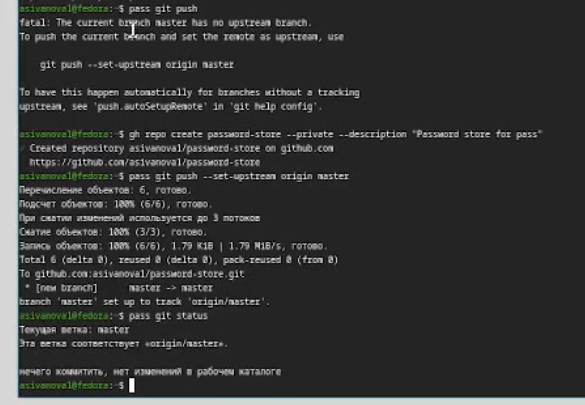 asivanova1@fedora:~$ pass git push
fatal: The current branch master has no upstream branch.
To push the current branch and set the remote as upstream, use
git push --set-upstream origin master
To have this happen automatically for branches without a tracking
upstream, see 'push.autoSetupRemote' in 'git help config'.
asivanova1@fedora:~$ gh repo create password-store --private --description "Password store for pass"
✓ Created repository asivanova1/password-store on github.com
https://github.com/asivanova1/password-store
asivanova1@fedora:~$ pass git push --set-upstream origin master
Перечисление объектов: 6, готово.
Подсчет объектов: 100% (6/6), готово.
При сжатии изменений используется до 3 потоков
Сжатие объектов: 100% (3/3), готово.
Запись объектов: 100% (6/6), 1.79 KiB | 1.79 MiB/s, готово.
Total 6 (delta 0), reused 0 (delta 0), pack-reused 0 (from 0)
To github.com:asivanova1/password-store.git
* [new branch] master -> master
branch 'master' set up to track 'origin/master'.
asivanova1@fedora:~$ pass git status
Текущая ветка: master
Эта ветка соответствует «origin/master».
нечего коммитить, нет изменений в рабочем каталоге
asivanova1@fedora:~$